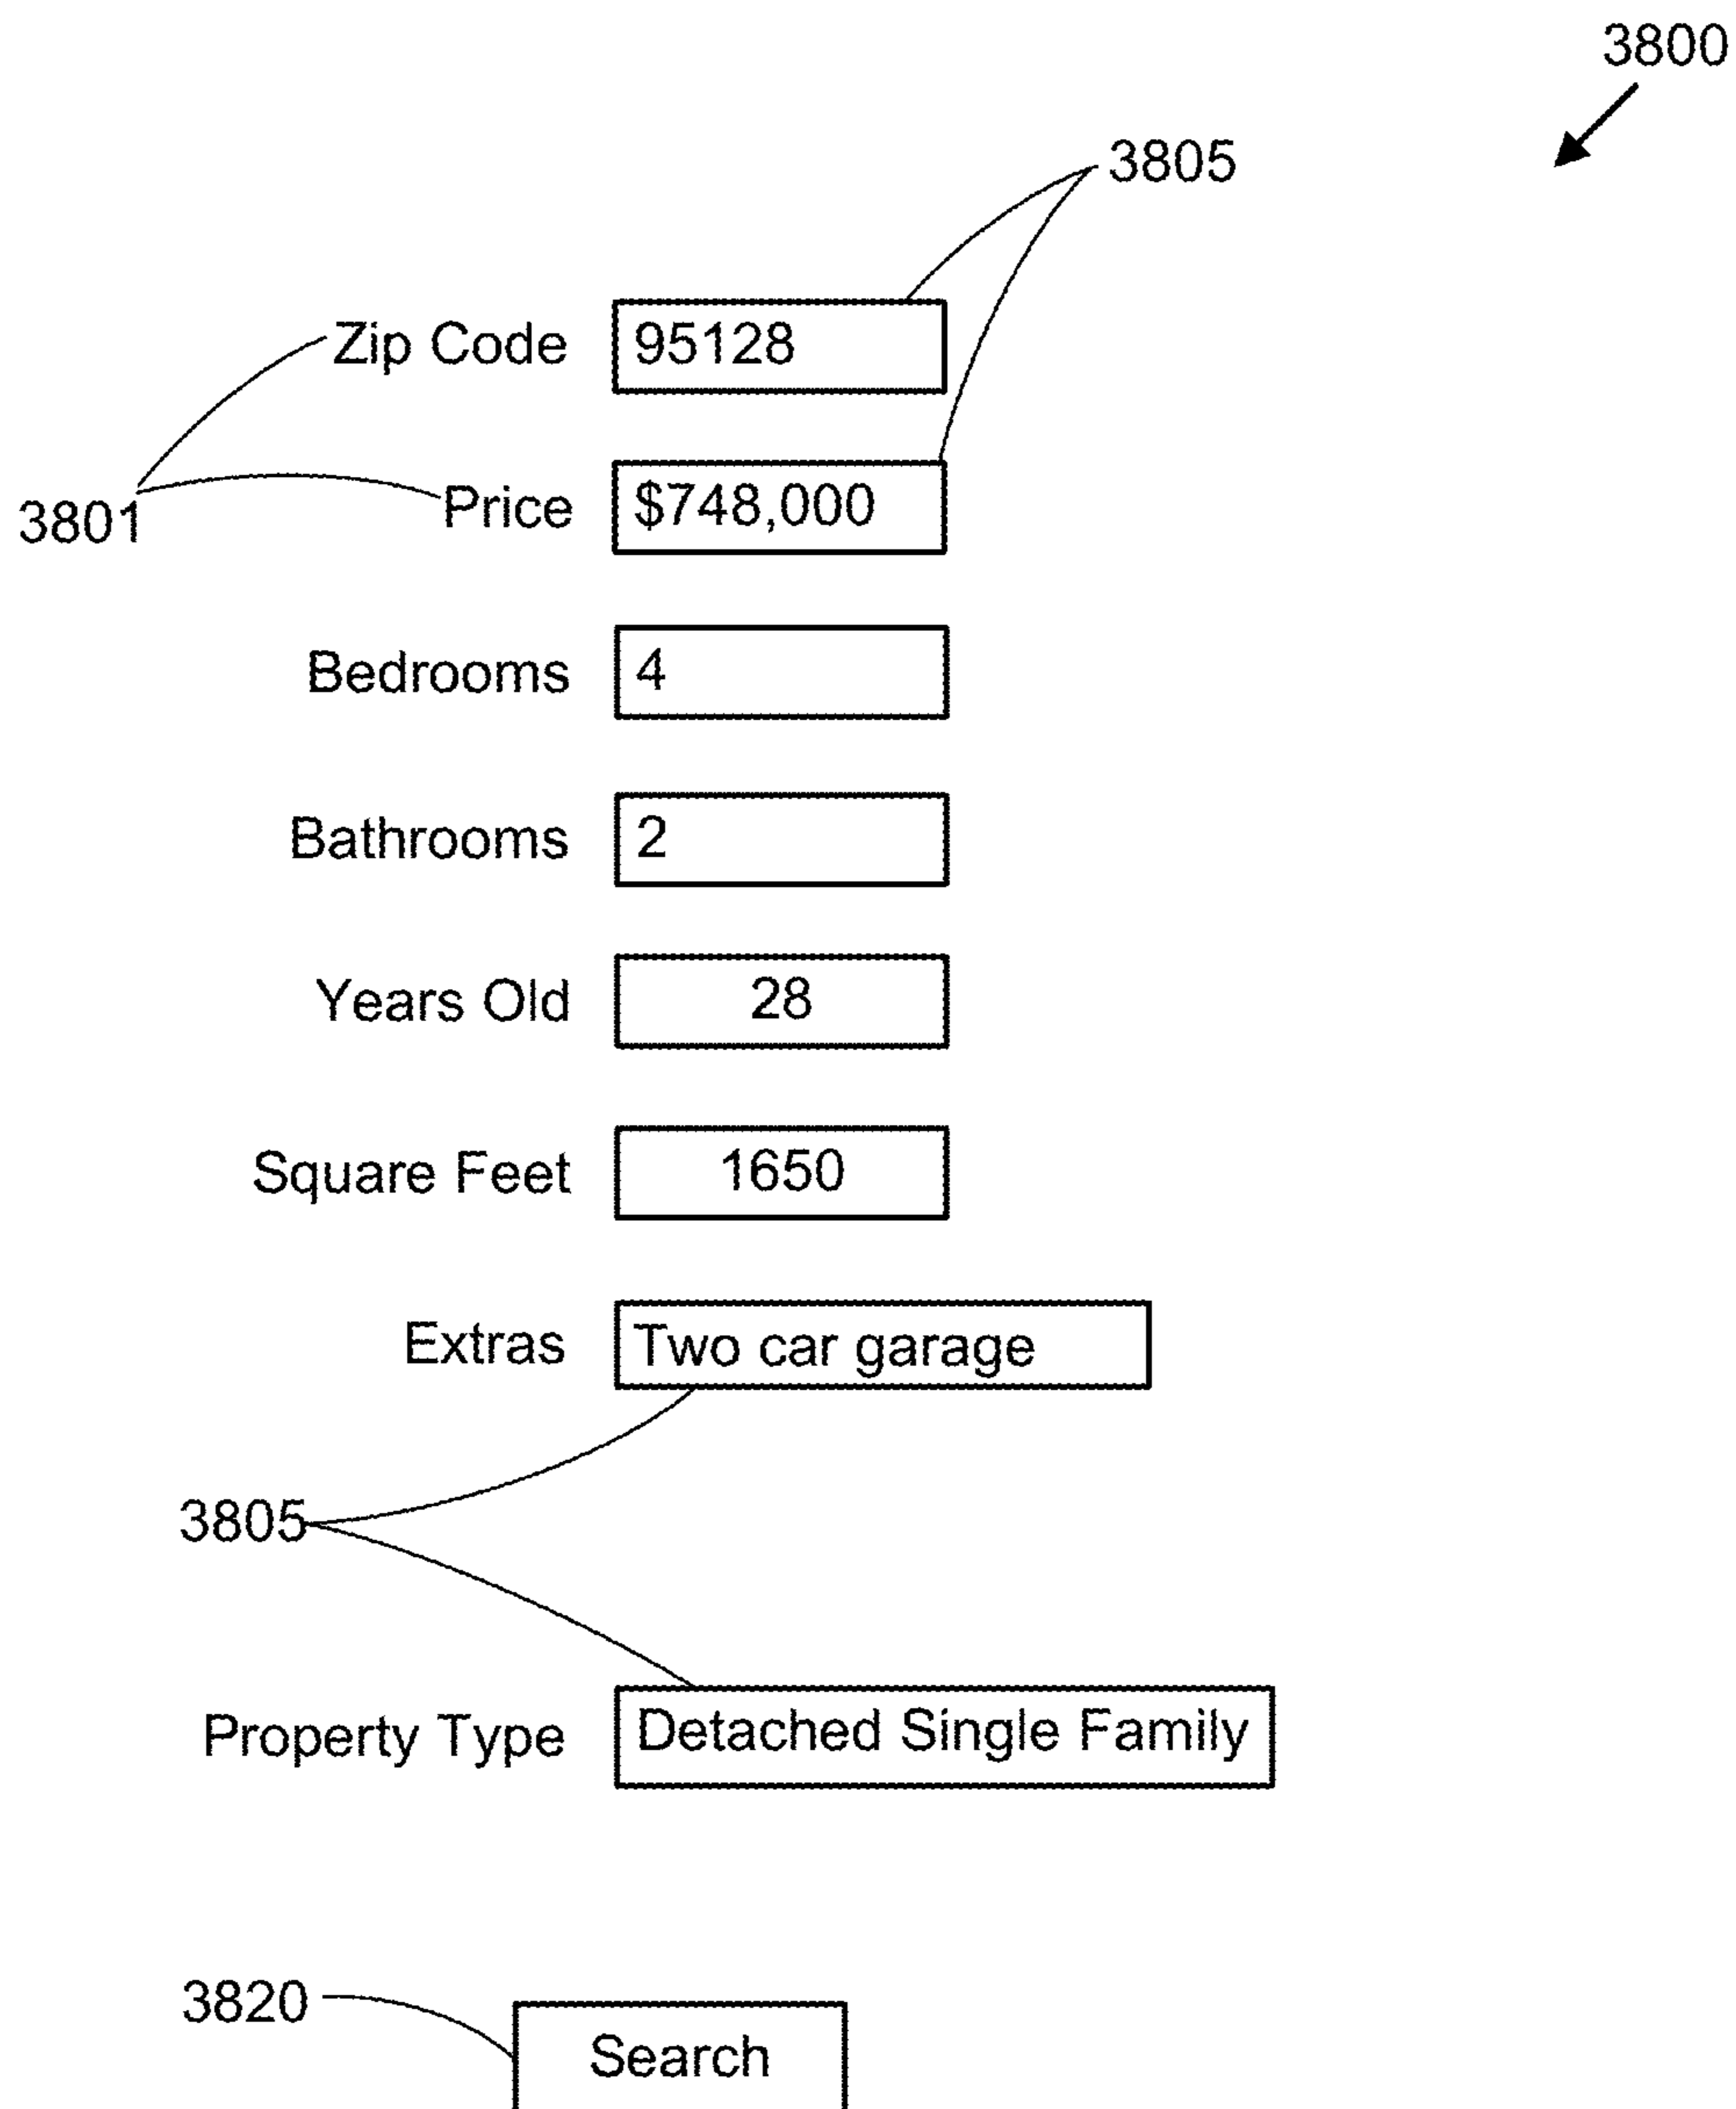 3800
3805
Zip Code 95128
3801 Price $748,000
Bedrooms 4
Bathrooms 2
Years Old 28
Square Feet 1650
Extras Two car garage
3805
Property Type Detached Single Family
3820
Search